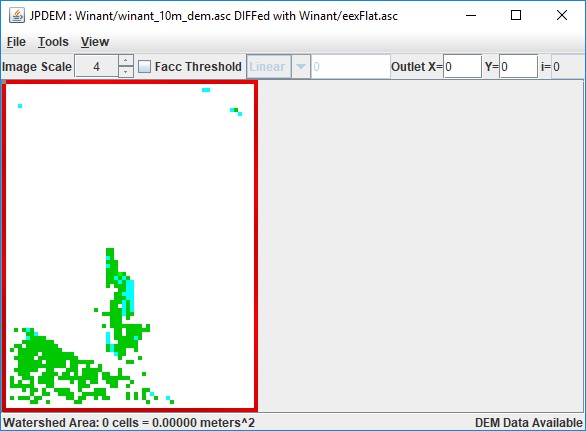 JPDEM : Winant/winant_10m_dem.asc DIFFed with Winant/eexFlat.asc
File Tools View
Image Scale 4 Facc Threshold Linear 0 Outlet X= 0 Y= 0 i= 0
Watershed Area: 0 cells = 0.00000 meters^2 DEM Data Available